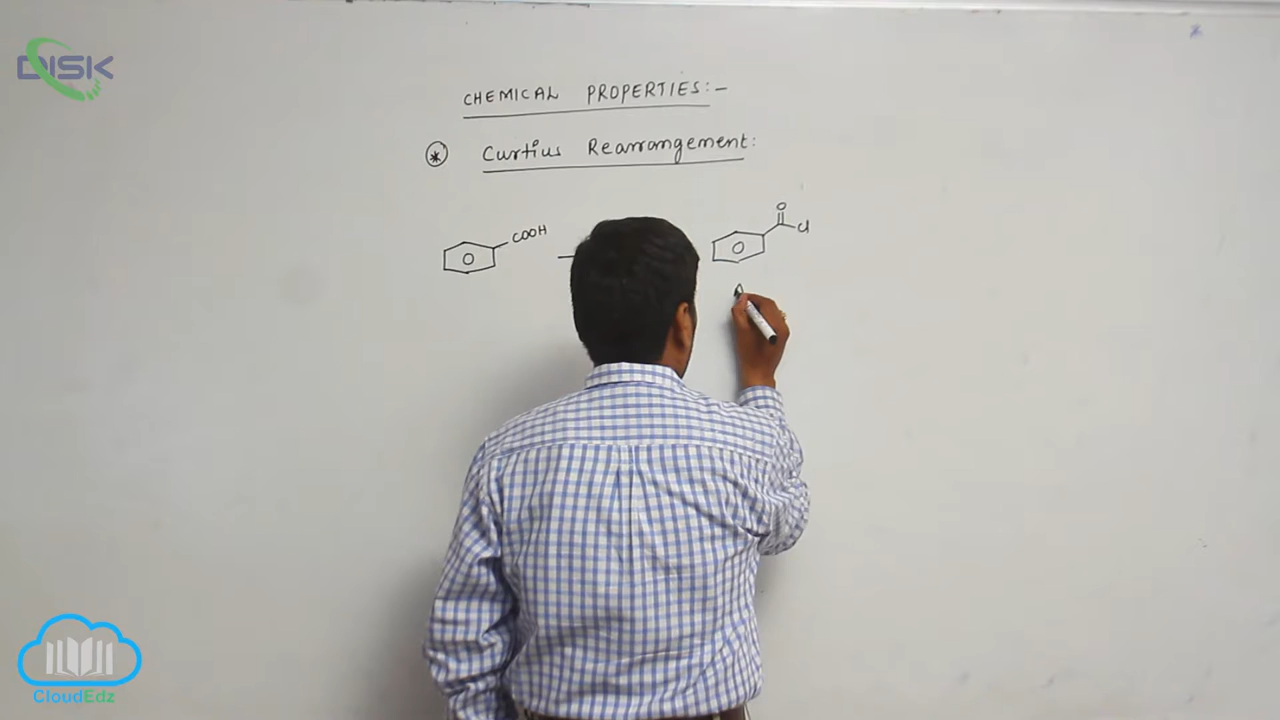 DISK
CHEMICAL PROPERTIES:-
* Curtius Rearrangement:
O
COOH
Cl
CloudEdz